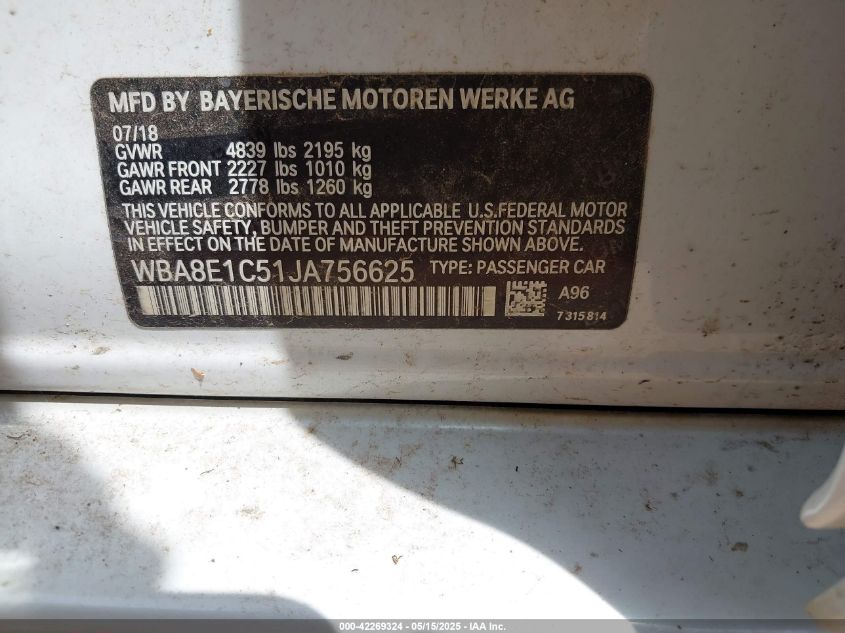 MFD BY BAYERISCHE MOTOREN WERKE AG
07/18
GVWR 4839 lbs 2195 kg
GAWR FRONT 2227 lbs 1010 kg
GAWR REAR 2778 lbs 1260 kg
THIS VEHICLE CONFORMS TO ALL APPLICABLE U.S.FEDERAL MOTOR
VEHICLE SAFETY, BUMPER AND THEFT PREVENTION STANDARDS
IN EFFECT ON THE DATE OF MANUFACTURE SHOWN ABOVE.
WBA8E1C51JA756625 TYPE: PASSENGER CAR
A96
7315814
000-42269324 - 05/15/2025 - IAA Inc.